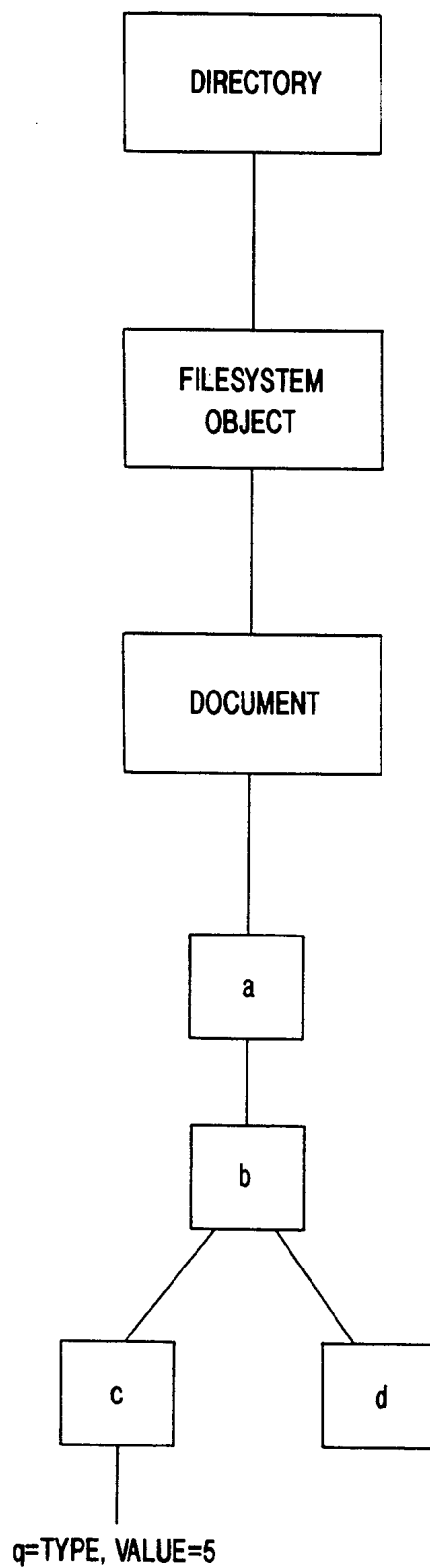 DIRECTORY
FILESYSTEM
OBJECT
DOCUMENT
a
b
c
d
q=TYPE, VALUE=5